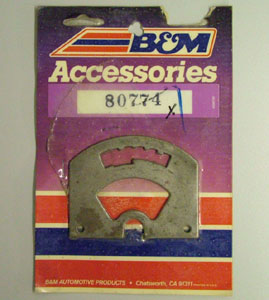 B&M
Accessories
80774
X.
B&M AUTOMOTIVE PRODUCTS • Chatsworth, CA 91311